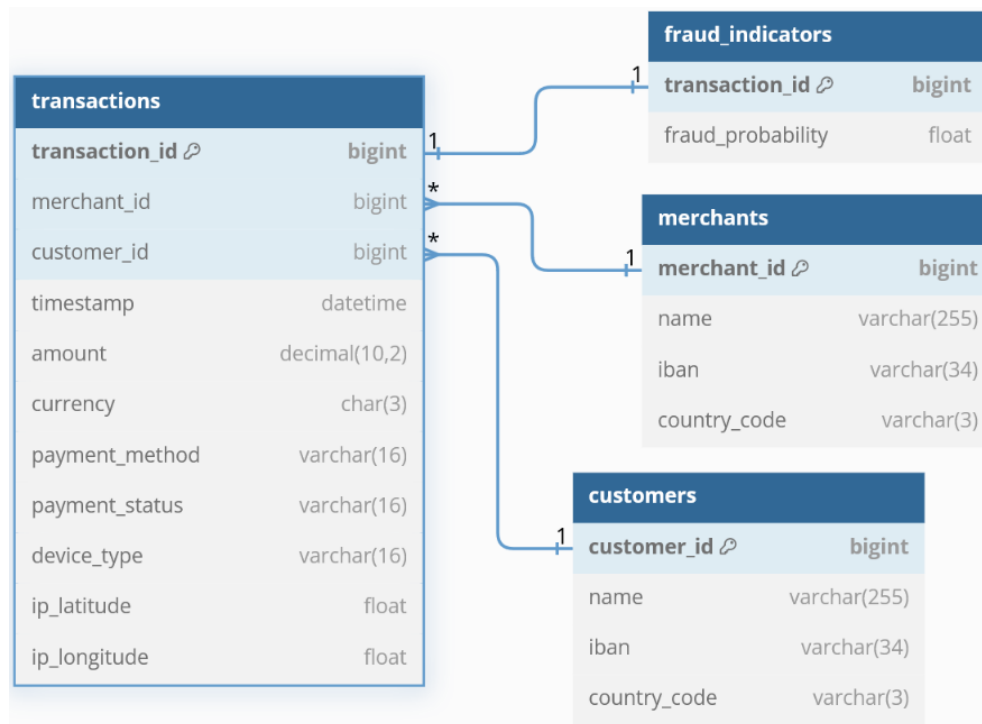 transactions
transaction_id bigint
merchant_id bigint
customer_id bigint
timestamp datetime
amount decimal(10,2)
currency char(3)
payment_method varchar(16)
payment_status varchar(16)
device_type varchar(16)
ip_latitude float
ip_longitude float
1
*
*
1
1
1
fraud_indicators
transaction_id bigint
fraud_probability float
merchants
merchant_id bigint
name varchar(255)
iban varchar(34)
country_code varchar(3)
customers
customer_id bigint
name varchar(255)
iban varchar(34)
country_code varchar(3)